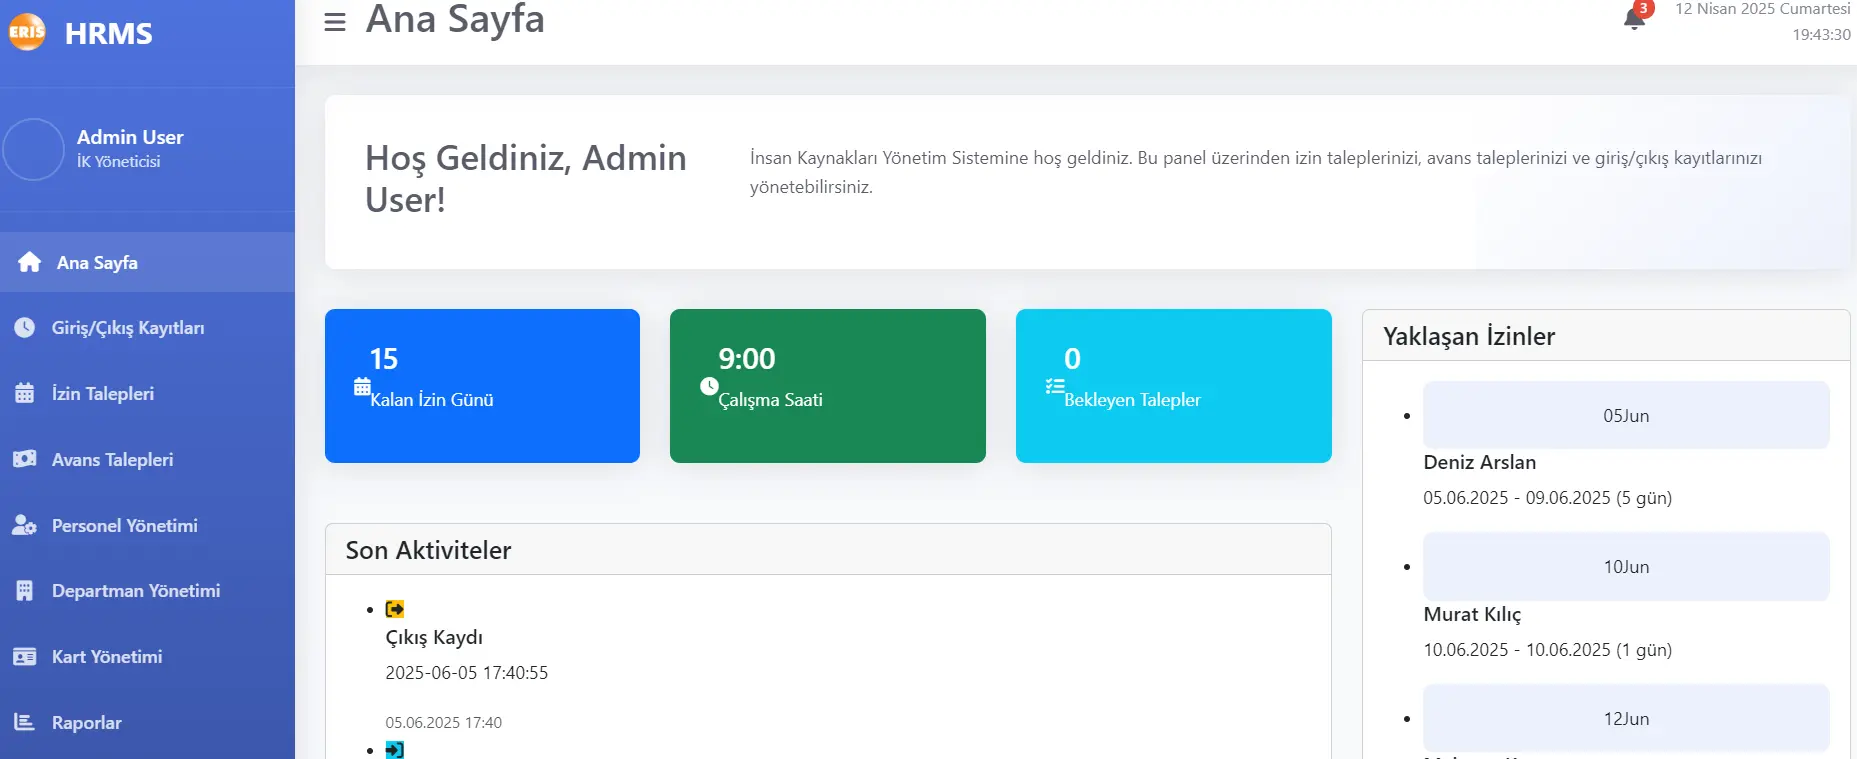 ERIS
HRMS
Admin User
İK Yöneticisi
Ana Sayfa
Giriş/Çıkış Kayıtları
İzin Talepleri
Avans Talepleri
Personel Yönetimi
Departman Yönetimi
Kart Yönetimi
Raporlar
Ana Sayfa
3
12 Nisan 2025 Cumartesi
19:43:30
Hoş Geldiniz, Admin
User!
İnsan Kaynakları Yönetim Sistemine hoş geldiniz. Bu panel üzerinden izin taleplerinizi, avans taleplerinizi ve giriş/çıkış kayıtlarınızı
yönetebilirsiniz.
15
Kalan İzin Günü
9:00
Çalışma Saati
0
Bekleyen Talepler
Son Aktiviteler
Çıkış Kaydı
2025-06-05 17:40:55
05.06.2025 17:40
Yaklaşan İzinler
05Jun
Deniz Arslan
05.06.2025 - 09.06.2025 (5 gün)
10Jun
Murat Kılıç
10.06.2025 - 10.06.2025 (1 gün)
12Jun